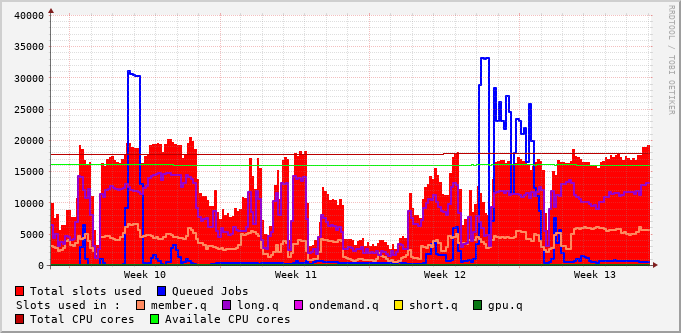 40000
35000
30000
25000
20000
15000
10000
5000
0
Week 10 Week 11 Week 12 Week 13
Total slots used Queued Jobs
Slots used in : member.q long.q ondemand.q short.q gpu.q
Total CPU cores Availale CPU cores
RRDTOOL / TOBI OETIKER